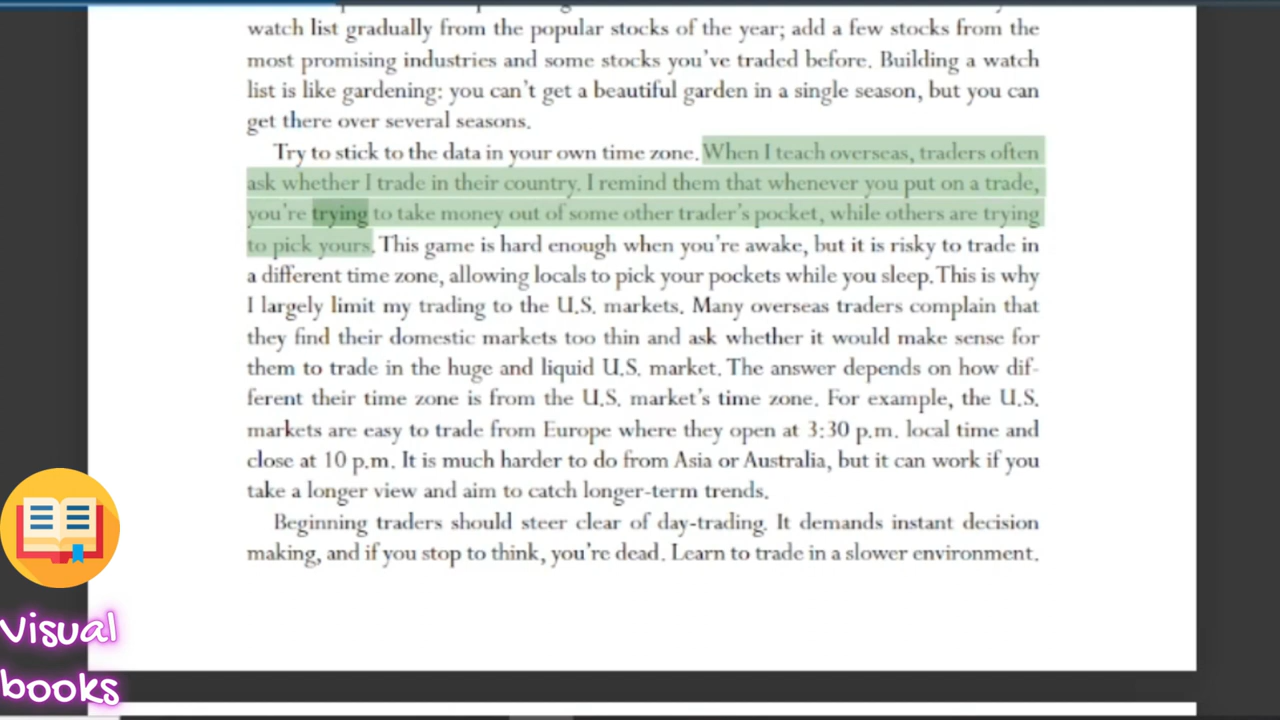 watch list gradually from the popular stocks of the year; add a few stocks from the
most promising industries and some stocks you've traded before. Building a watch
list is like gardening: you can't get a beautiful garden in a single season, but you can
get there over several seasons.
Try to stick to the data in your own time zone. When I teach overseas, traders often
ask whether I trade in their country. I remind them that whenever you put on a trade,
you're trying to take money out of some other trader's pocket, while others are trying
to pick yours. This game is hard enough when you're awake, but it is risky to trade in
a different time zone, allowing locals to pick your pockets while you sleep. This is why
I largely limit my trading to the U.S. markets. Many overseas traders complain that
they find their domestic markets too thin and ask whether it would make sense for
them to trade in the huge and liquid U.S. market. The answer depends on how dif-
ferent their time zone is from the U.S. market's time zone. For example, the U.S.
markets are easy to trade from Europe where they open at 3:30 p.m. local time and
close at 10 p.m. It is much harder to do from Asia or Australia, but it can work if you
take a longer view and aim to catch longer-term trends.
Beginning traders should steer clear of day-trading. It demands instant decision
making, and if you stop to think, you're dead. Learn to trade in a slower environment.
Visual
books